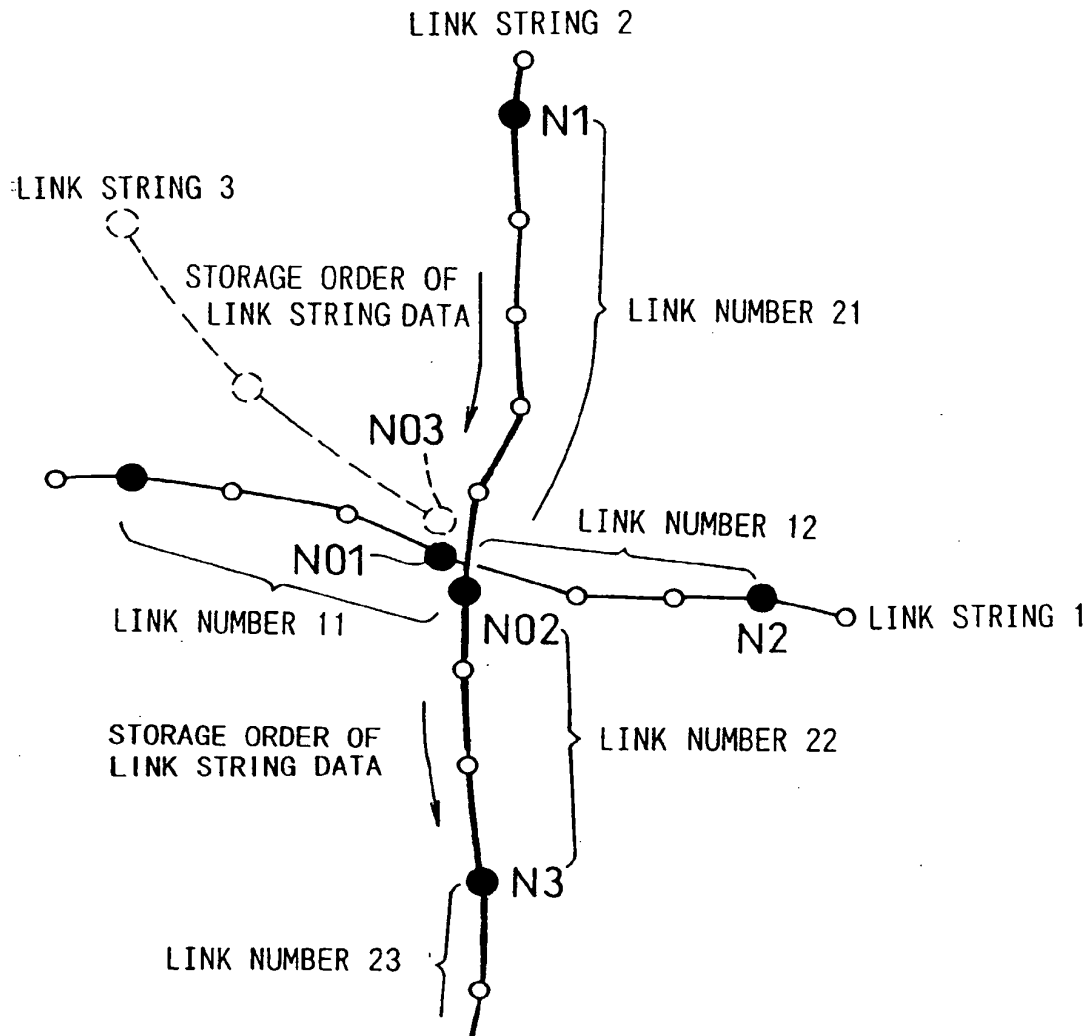 LINK STRING 2
N1
LINK STRING 3
STORAGE ORDER OF
LINK STRING DATA
LINK NUMBER 21
N03
LINK NUMBER 12
N01
LINK NUMBER 11
N02
N2
LINK STRING 1
STORAGE ORDER OF
LINK STRING DATA
LINK NUMBER 22
N3
LINK NUMBER 23